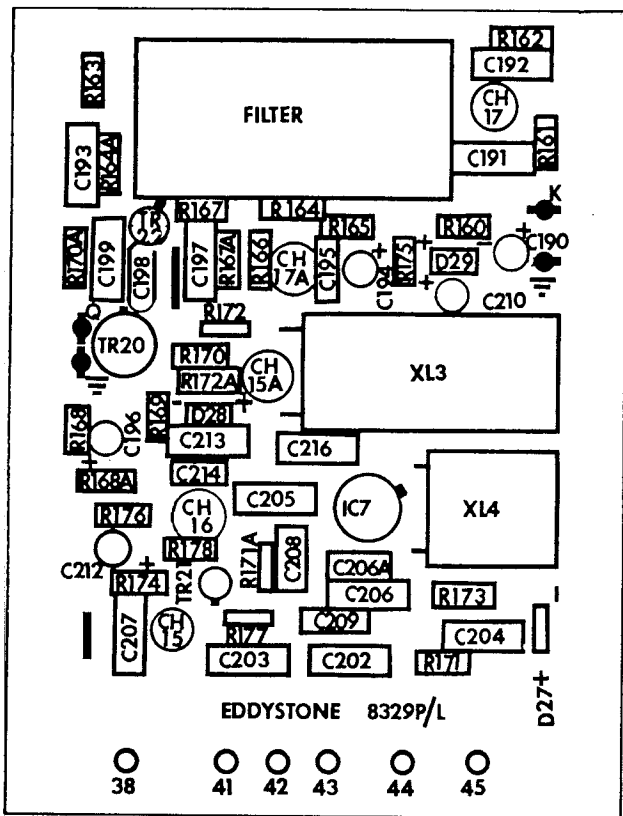 R162
C192
R163
FILTER
CH
17
C193
R164A
C191
R161
R167
R164
K
TR
22
R165
R160
R170A
C199
C198
C197
R167A
R166
CH
17A
C195
C194
R175
+
+
-
+
D29
C190
+
C210
R172
Q
TR20
R170
CH
15A
XL3
R172A
- +
R168
C196
R169
D28
C213
C216
+
C214
R168A
C205
IC7
XL4
R176
CH
16
R178
R171A
C208
C212
+
TR21
C206A
R174
C206
R173
-
C207
CH
15
R177
C209
C204
C203
C202
R171
D27+
EDDYSTONE 8329P/L
38 41 42 43 44 45